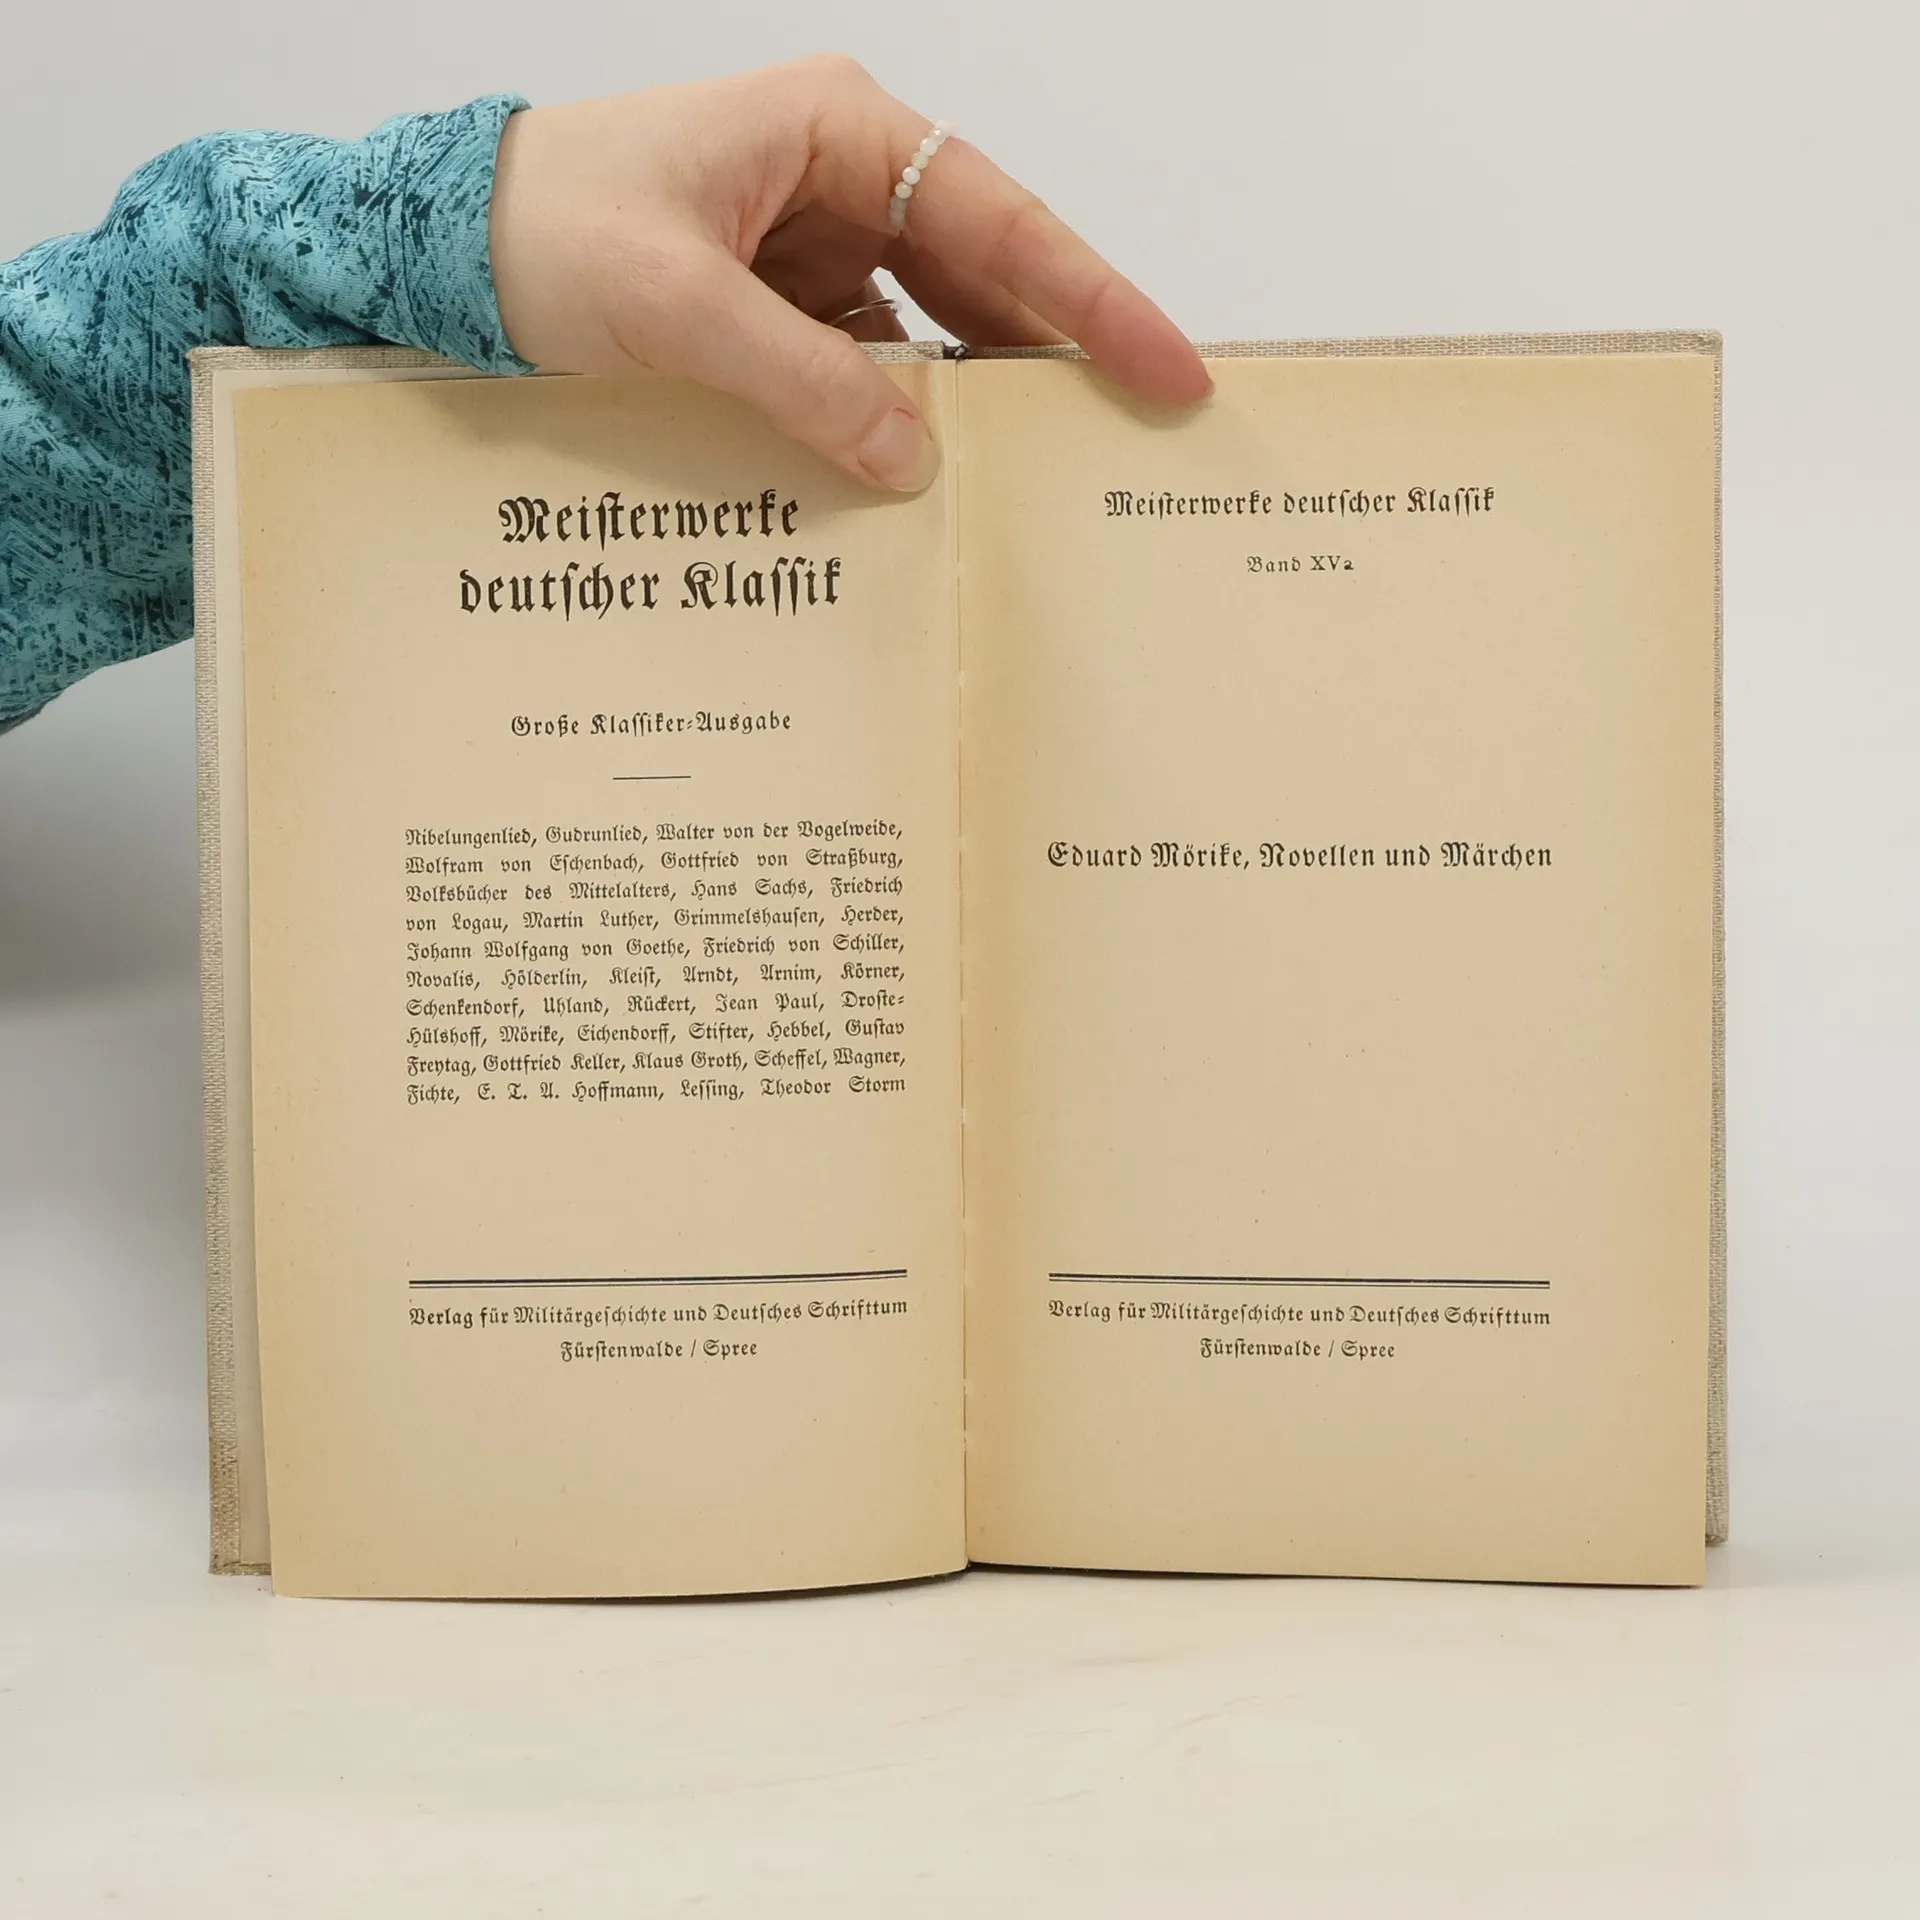 Meiſterwerke
deutſcher Klaſſik
Große Klaſſiker-Ausgabe
Nibelungenlied, Gudrunlied, Walter von der Vogelweide,
Wolfram von Eſchenbach, Gottfried von Straßburg,
Volksbücher des Mittelalters, Hans Sachs, Friedrich
von Logau, Martin Luther, Grimmelshauſen, Herder,
Johann Wolfgang von Goethe, Friedrich von Schiller,
Novalis, Hölderlin, Kleiſt, Arndt, Arnim, Körner,
Schenkendorf, Uhland, Rückert, Jean Paul, Droſte-
Hülshoff, Mörike, Eichendorff, Stifter, Hebbel, Guſtav
Freytag, Gottfried Keller, Klaus Groth, Scheffel, Wagner,
Fichte, E. T. A. Hoffmann, Leſſing, Theodor Storm
Verlag für Militärgeſchichte und Deutſches Schrifttum
Fürſtenwalde / Spree
Meiſterwerke deutſcher Klaſſik
Band XVa
Eduard Mörike, Novellen und Märchen
Verlag für Militärgeſchichte und Deutſches Schrifttum
Fürſtenwalde / Spree